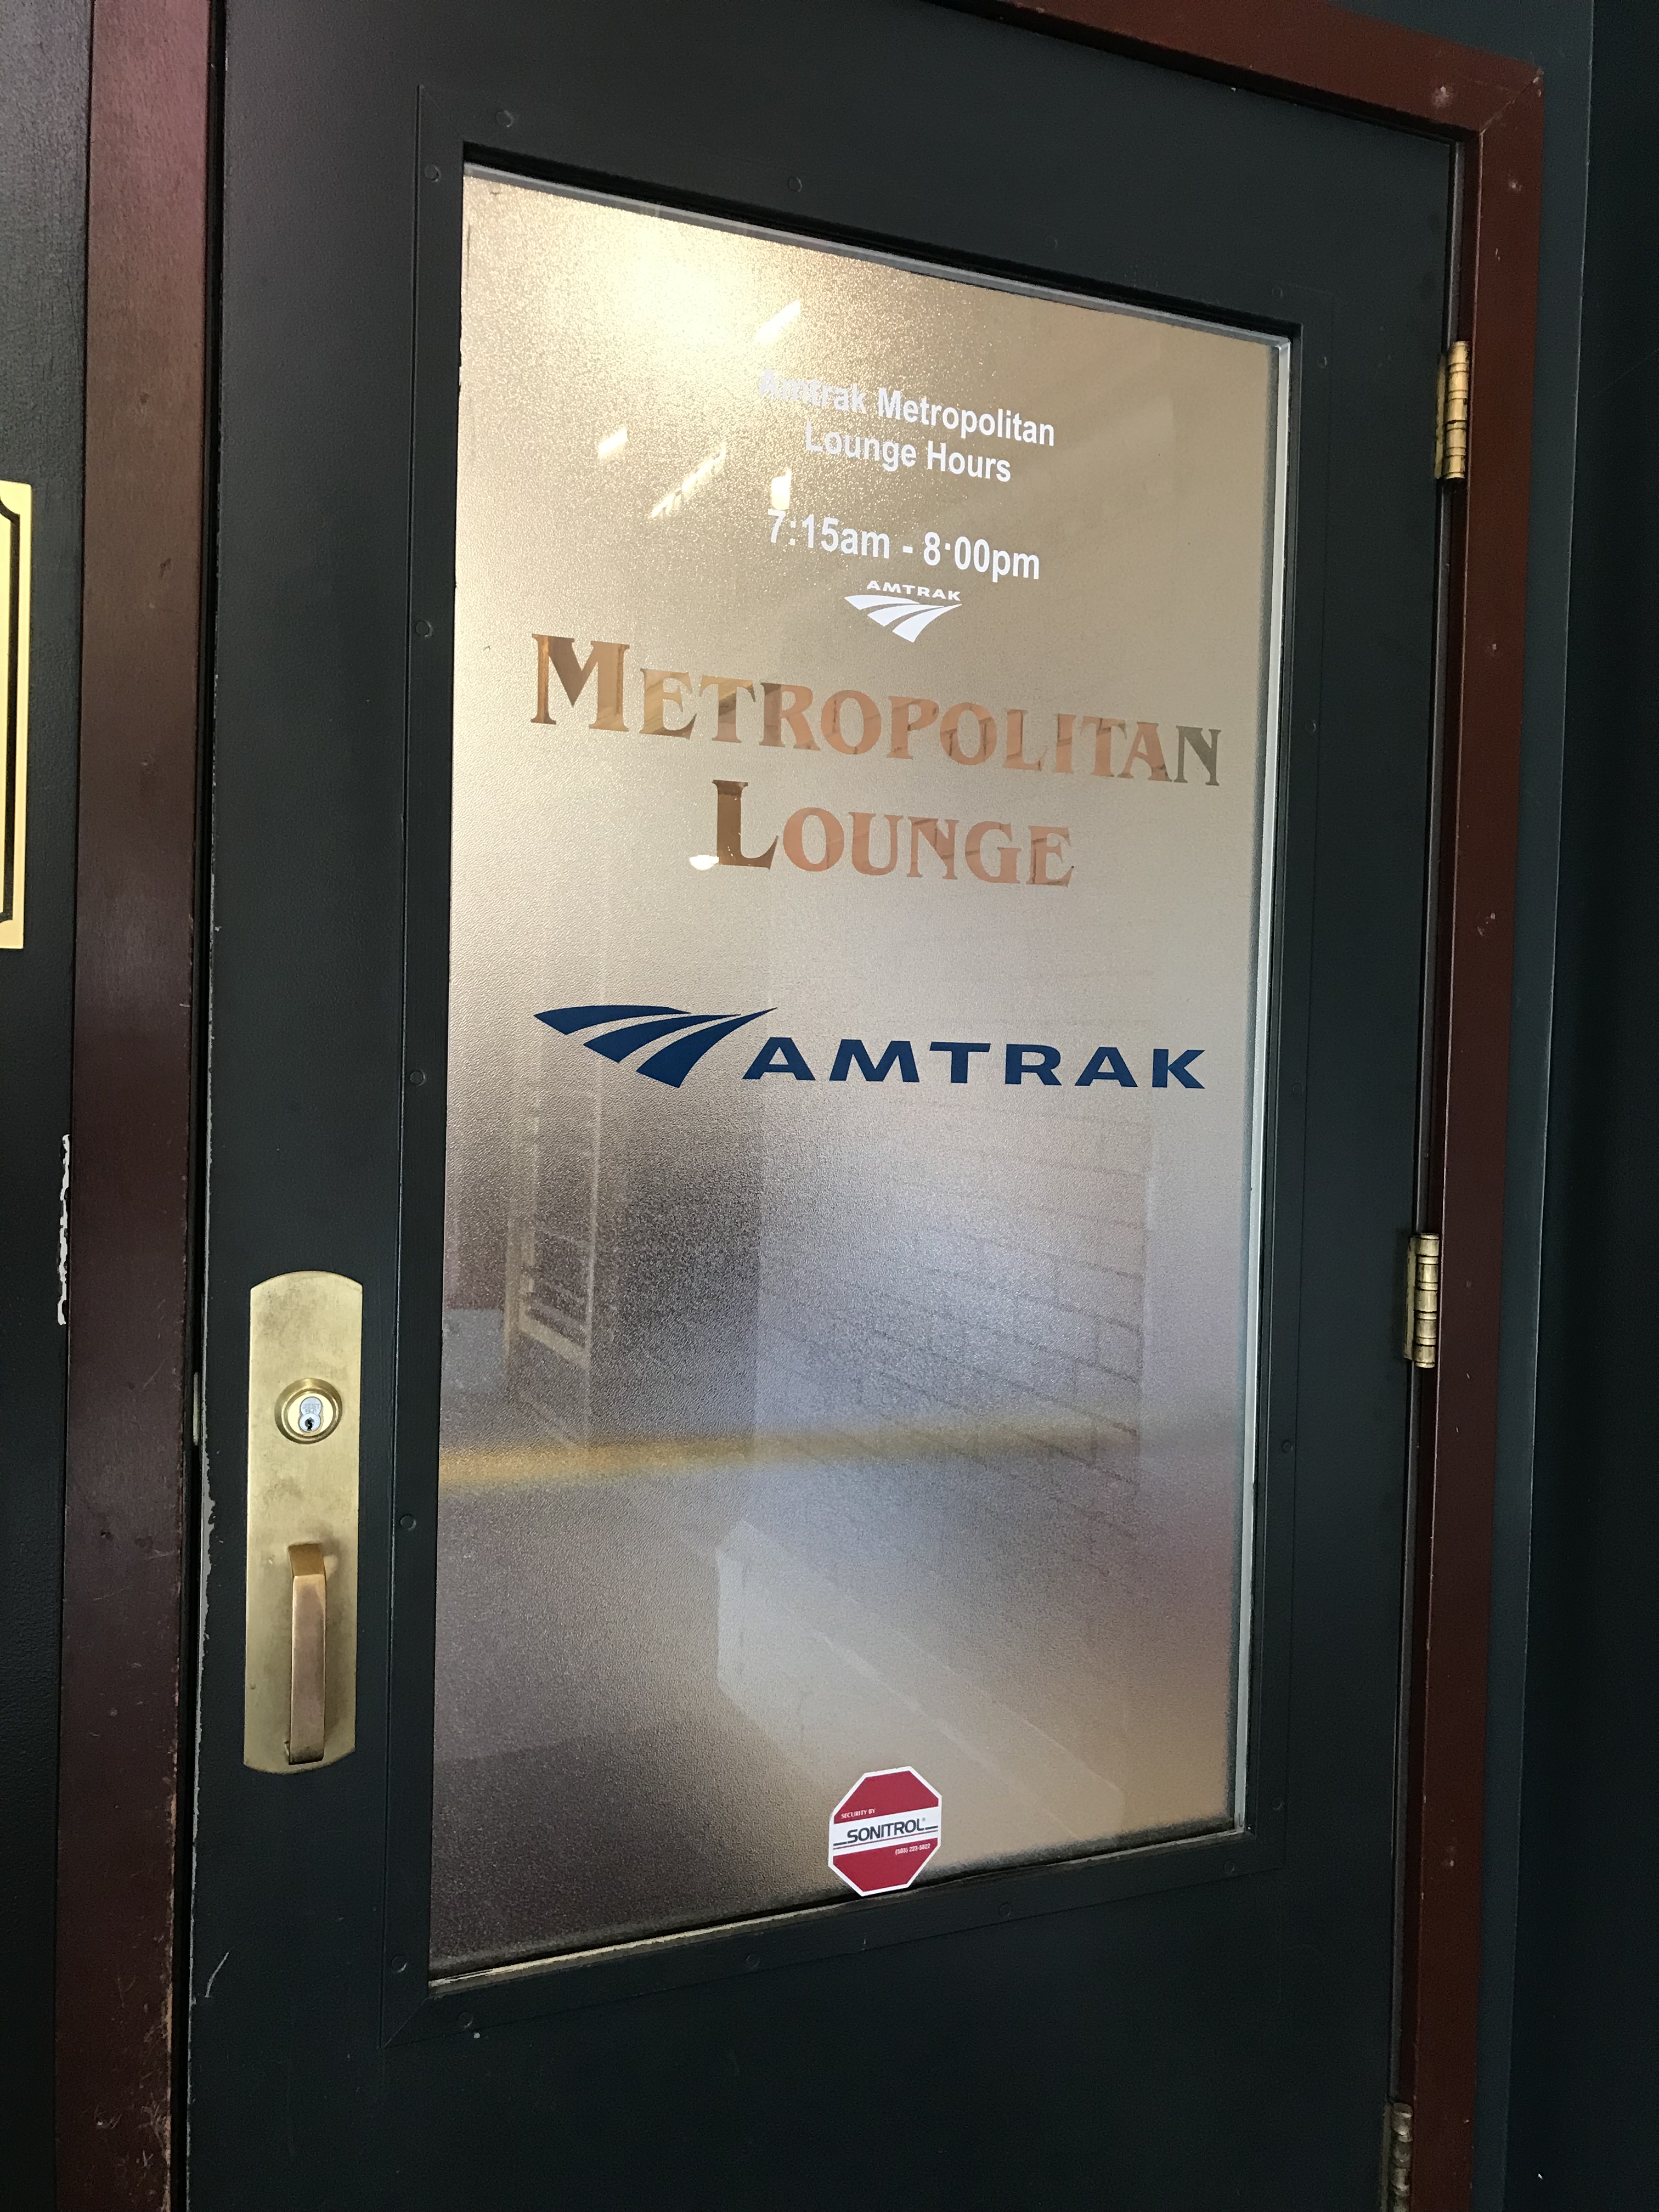 Amtrak Metropolitan
Lounge Hours
7:15am - 8:00pm
AMTRAK
METROPOLITAN
LOUNGE
AMTRAK
SECURITY BY
SONITROL